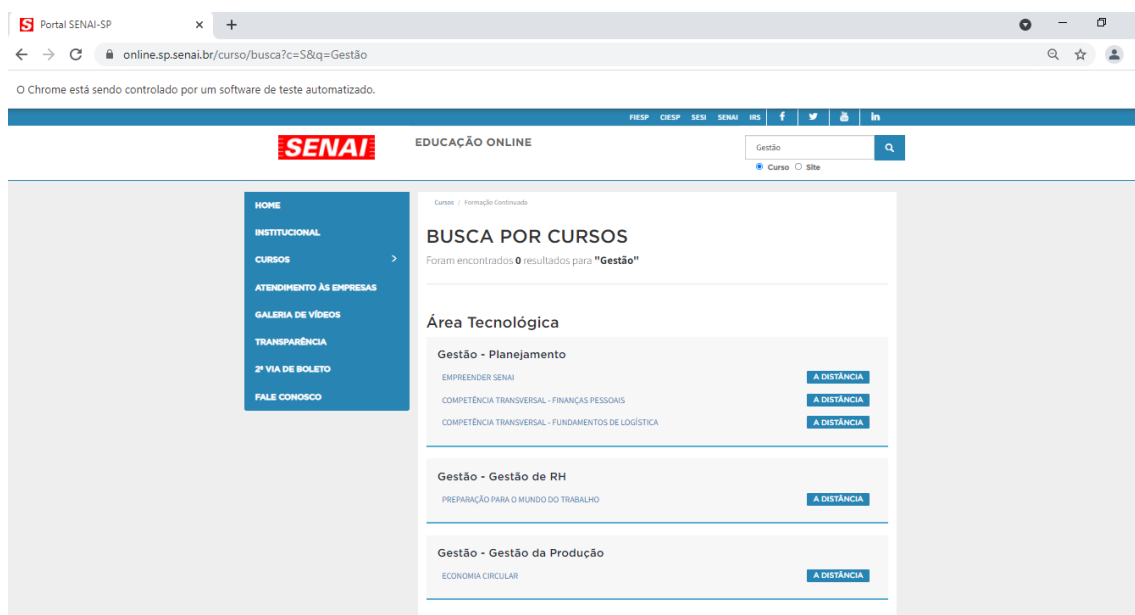 Portal SENAI-SP
online.sp.senai.br/curso/busca?c=S&q=Gestão
O Chrome está sendo controlado por um software de teste automatizado.
FIESP CIESP SESI SENAI IRS
SENAI
EDUCAÇÃO ONLINE
Gestão
Curso Site
HOME
INSTITUCIONAL
CURSOS
ATENDIMENTO ÀS EMPRESAS
GALERIA DE VÍDEOS
TRANSPARÊNCIA
2ª VIA DE BOLETO
FALE CONOSCO
Cursos / Formação Continuada
BUSCA POR CURSOS
Foram encontrados 0 resultados para "Gestão"
Área Tecnológica
Gestão - Planejamento
EMPREENDER SENAI A DISTÂNCIA
COMPETÊNCIA TRANSVERSAL - FINANÇAS PESSOAIS A DISTÂNCIA
COMPETÊNCIA TRANSVERSAL - FUNDAMENTOS DE LOGÍSTICA A DISTÂNCIA
Gestão - Gestão de RH
PREPARAÇÃO PARA O MUNDO DO TRABALHO A DISTÂNCIA
Gestão - Gestão da Produção
ECONOMIA CIRCULAR A DISTÂNCIA